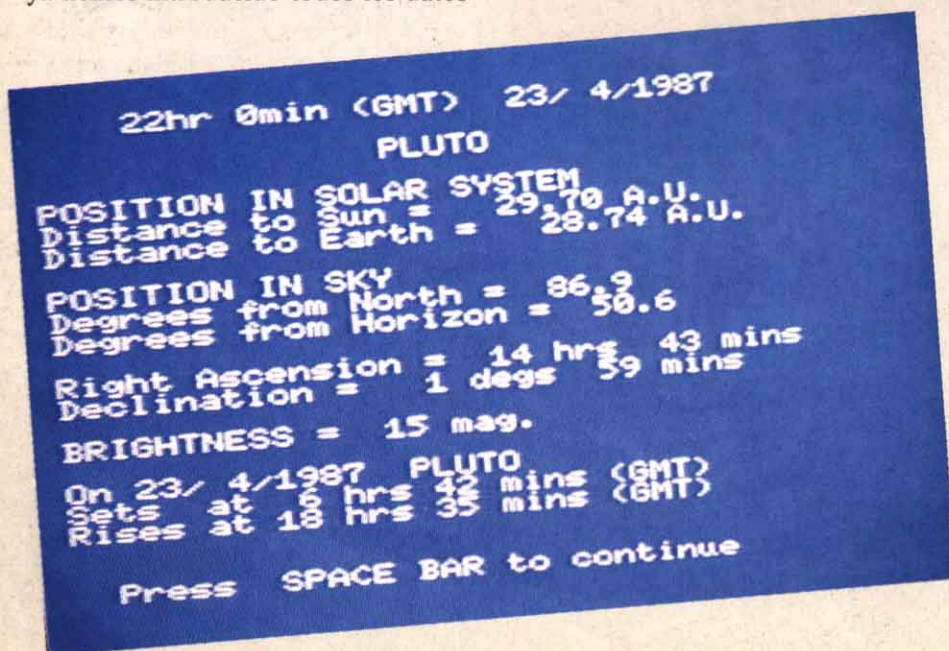 22hr 0min (GMT) 23/ 4/1987
PLUTO
POSITION IN SOLAR SYSTEM
Distance to Sun = 29.70 A.U.
Distance to Earth = 28.74 A.U.
POSITION IN SKY
Degrees from North = 86.9
Degrees from Horizon = 50.6
Right Ascension = 14 hrs 43 mins
Declination = 1 degs 59 mins
BRIGHTNESS = 15 mag.
On 23/ 4/1987 PLUTO
Sets at 6 hrs 42 mins (GMT)
Rises at 18 hrs 35 mins (GMT)
Press SPACE BAR to continue